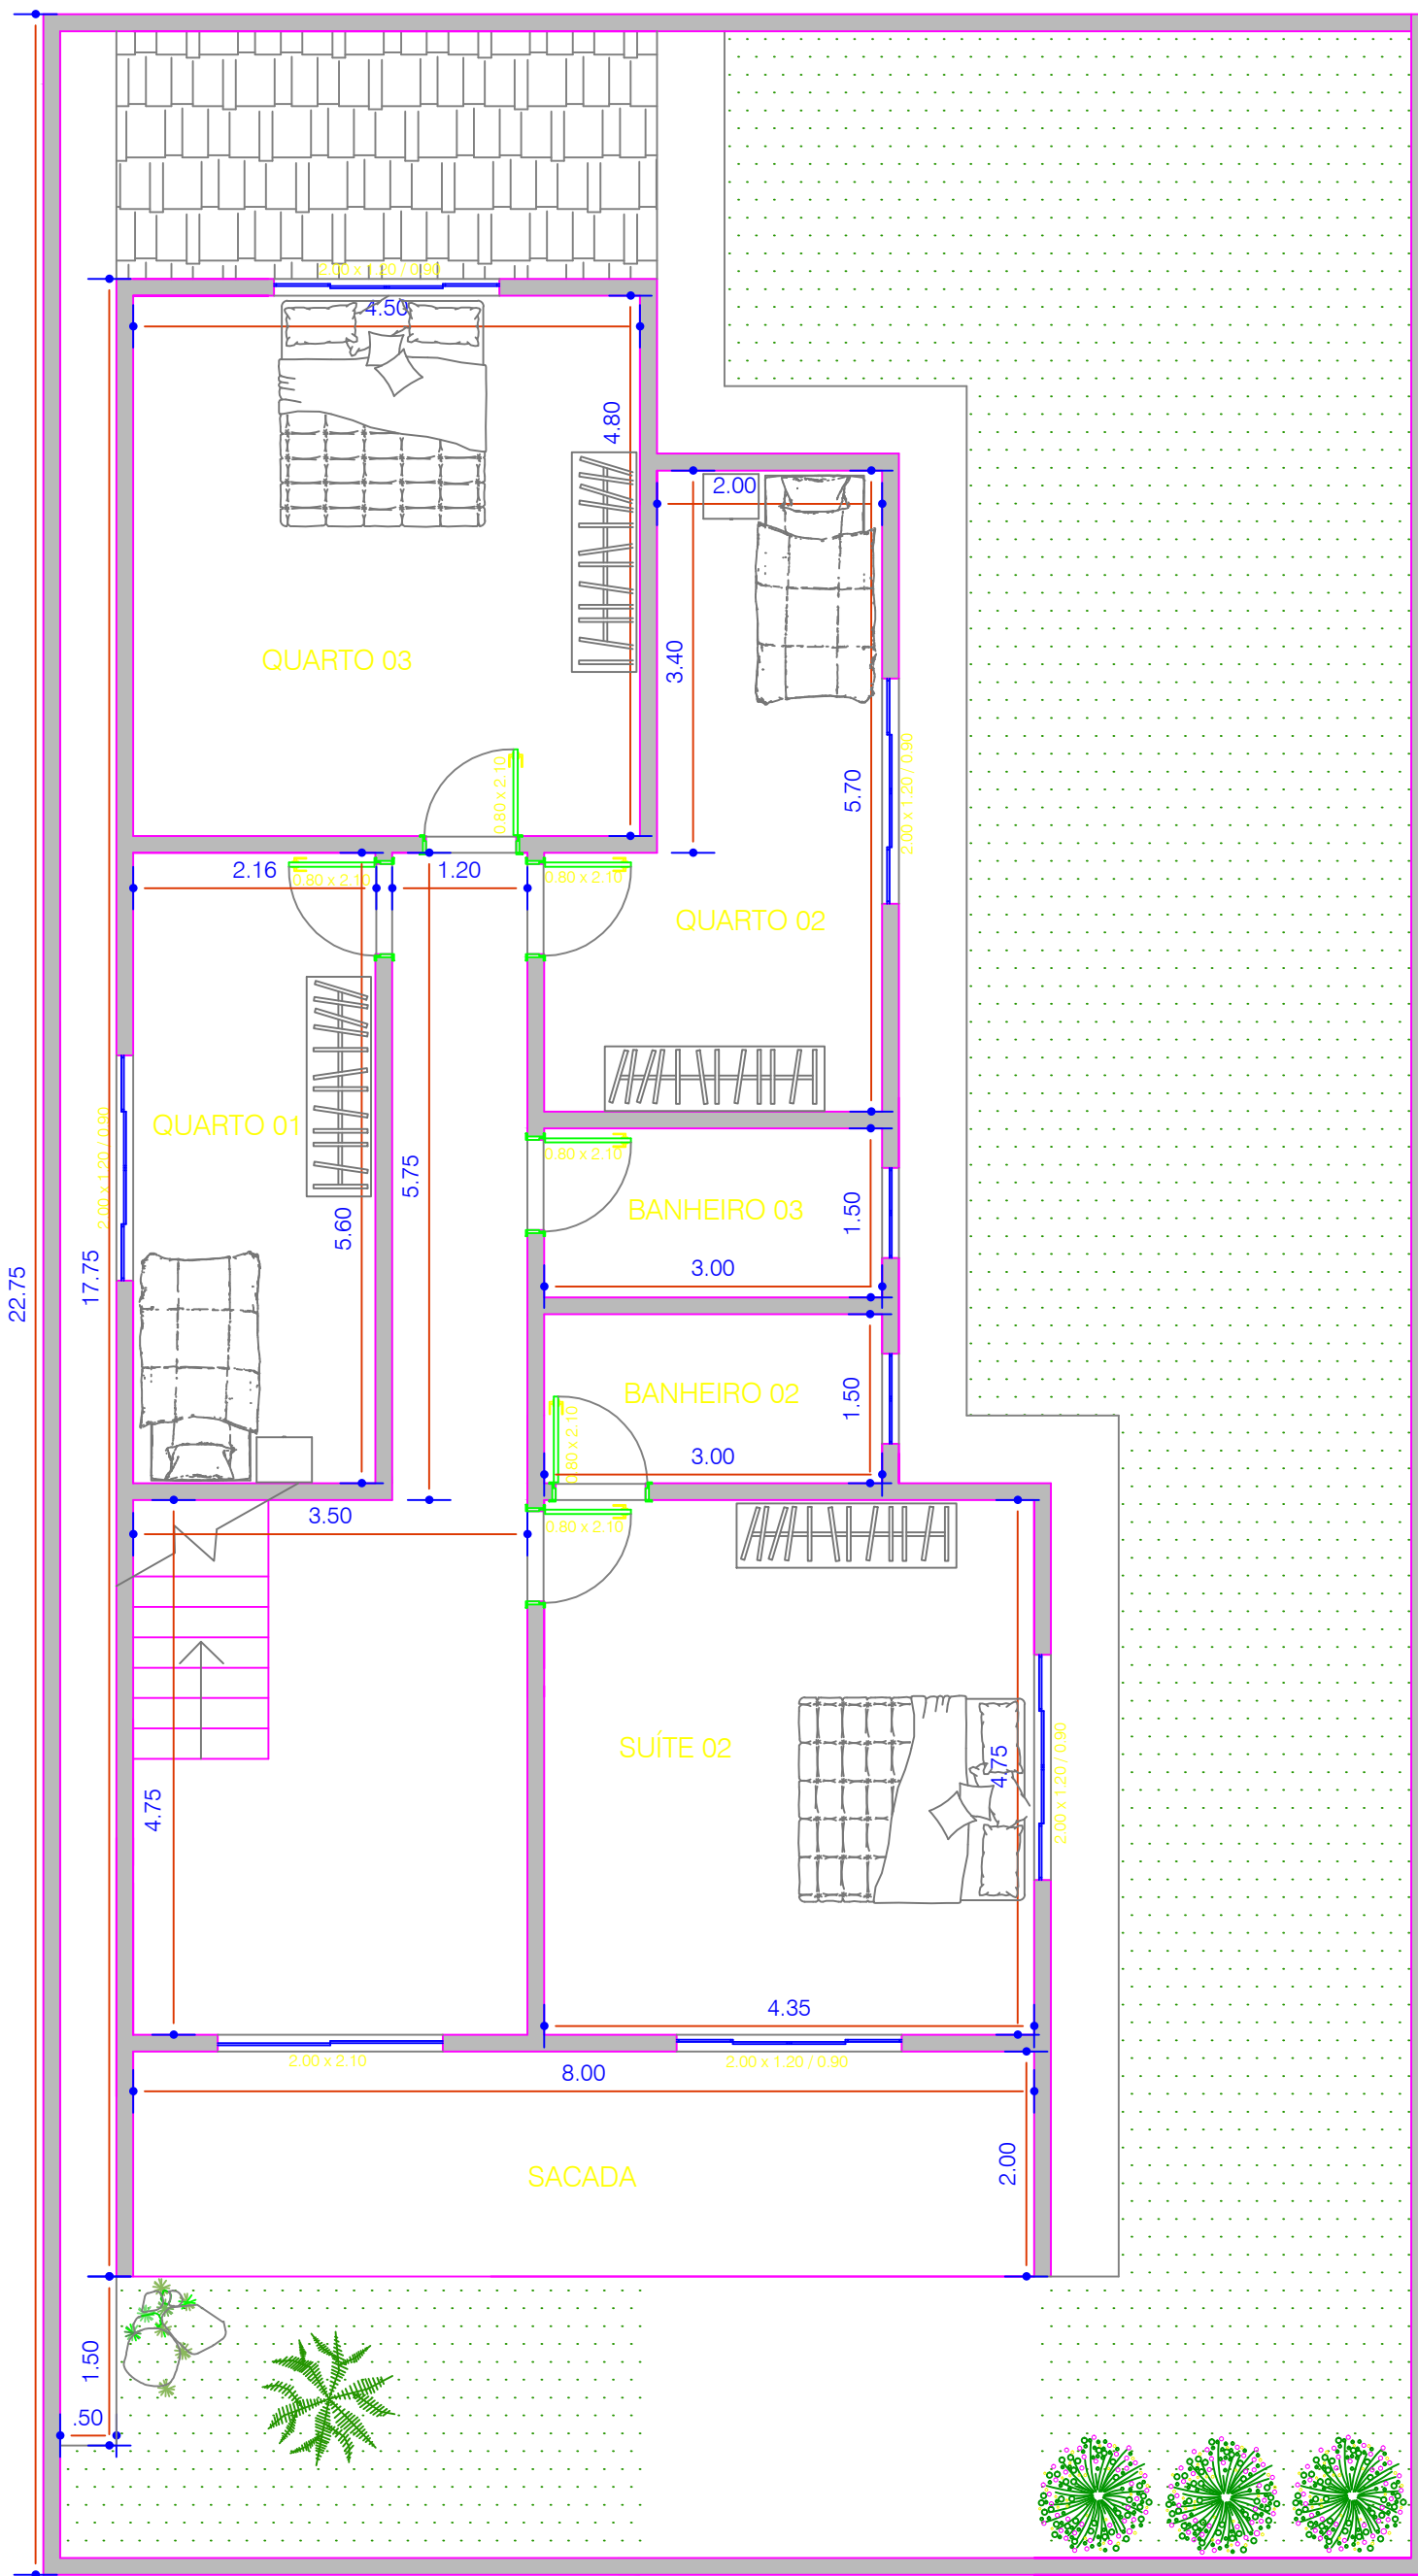 2.00 x 1.20 / 0.90
4.50
4.80
2.00
3.40
QUARTO 03
5.70
2.00 x 1.20 / 0.90
0.80 x 2.10
2.16
1.20
0.80 x 2.10
0.80 x 2.10
QUARTO 02
QUARTO 01
2.00 x 1.20 / 0.90
5.75
5.60
0.80 x 2.10
BANHEIRO 03
1.50
3.00
22.75
17.75
BANHEIRO 02
1.50
0.80 x 2.10
3.00
3.50
0.80 x 2.10
SUÍTE 02
4.75
2.00 x 1.20 / 0.90
4.75
4.35
2.00 x 2.10
2.00 x 1.20 / 0.90
8.00
2.00
SACADA
1.50
.50